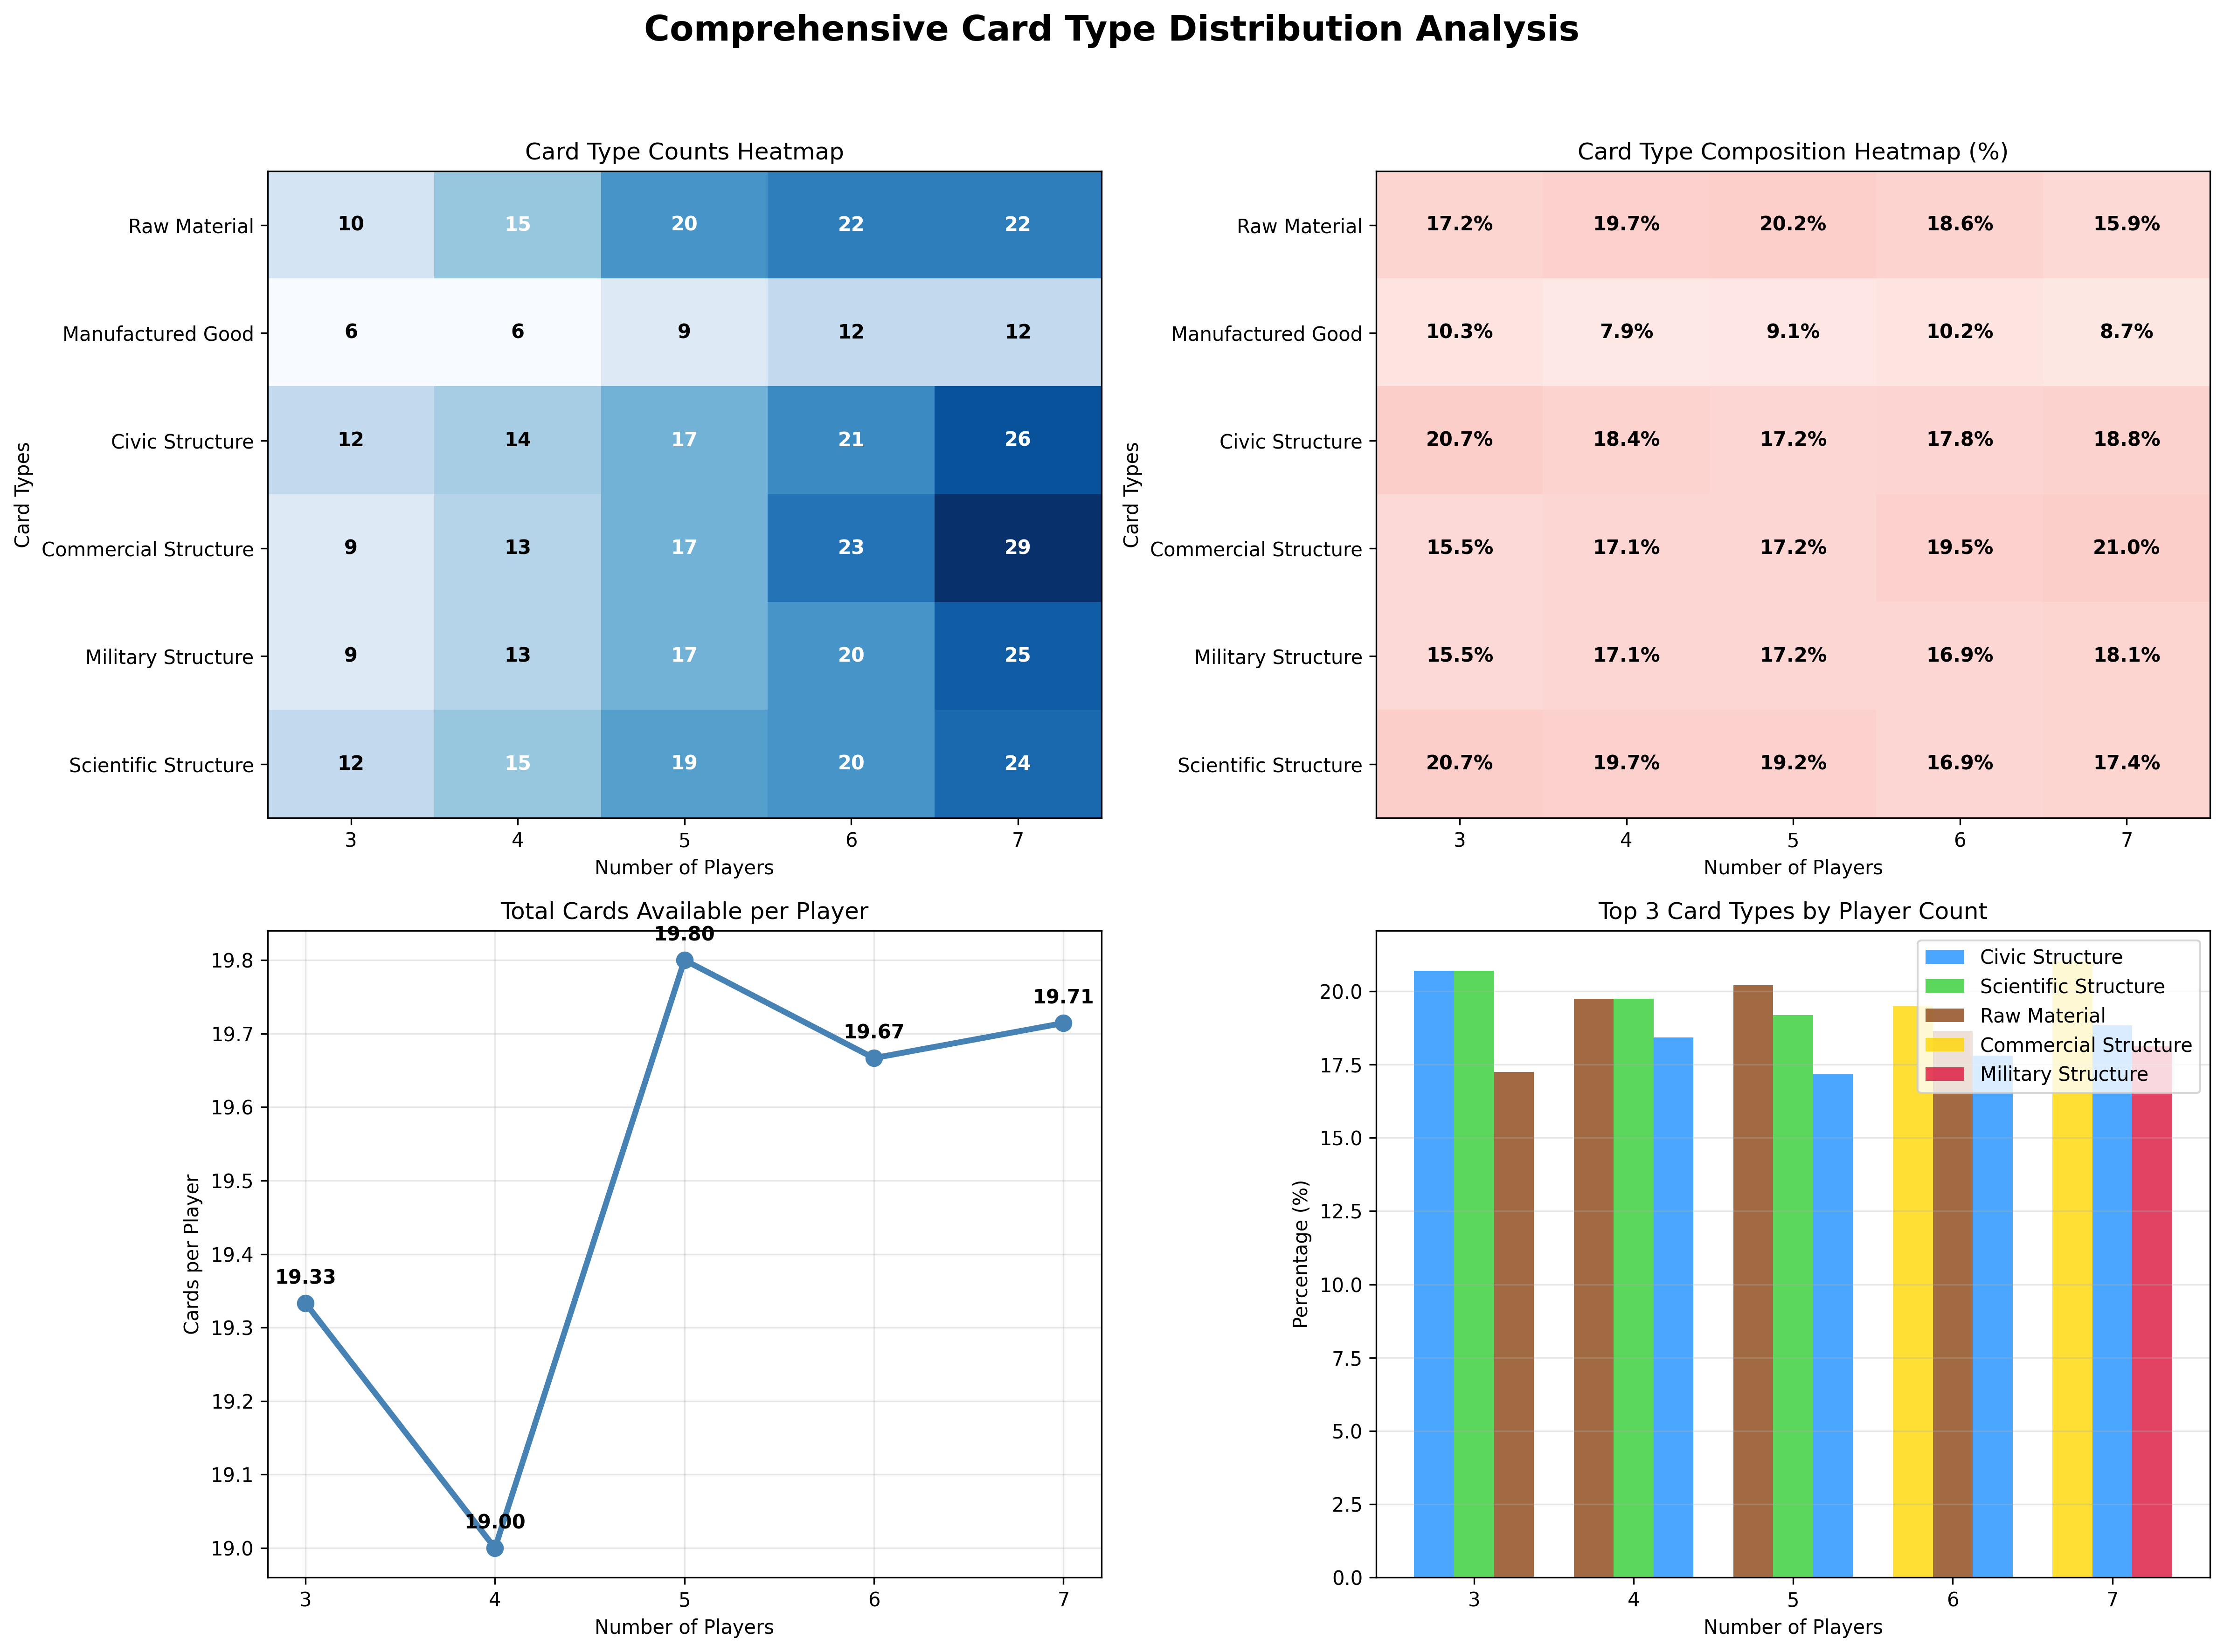 Comprehensive Card Type Distribution Analysis
Card Type Counts Heatmap
Card Types
Raw Material 10 15 20 22 22
Manufactured Good 6 6 9 12 12
Civic Structure 12 14 17 21 26
Commercial Structure 9 13 17 23 29
Military Structure 9 13 17 20 25
Scientific Structure 12 15 19 20 24
3 4 5 6 7
Number of Players
Card Type Composition Heatmap (%)
Card Types
Raw Material 17.2% 19.7% 20.2% 18.6% 15.9%
Manufactured Good 10.3% 7.9% 9.1% 10.2% 8.7%
Civic Structure 20.7% 18.4% 17.2% 17.8% 18.8%
Commercial Structure 15.5% 17.1% 17.2% 19.5% 21.0%
Military Structure 15.5% 17.1% 17.2% 16.9% 18.1%
Scientific Structure 20.7% 19.7% 19.2% 16.9% 17.4%
3 4 5 6 7
Number of Players
Total Cards Available per Player
Cards per Player
19.8
19.7
19.6
19.5
19.4
19.3
19.2
19.1
19.0
19.33
19.00
19.80
19.67
19.71
3 4 5 6 7
Number of Players
Top 3 Card Types by Player Count
Percentage (%)
20.0
17.5
15.0
12.5
10.0
7.5
5.0
2.5
0.0
Civic Structure
Scientific Structure
Raw Material
Commercial Structure
Military Structure
3 4 5 6 7
Number of Players